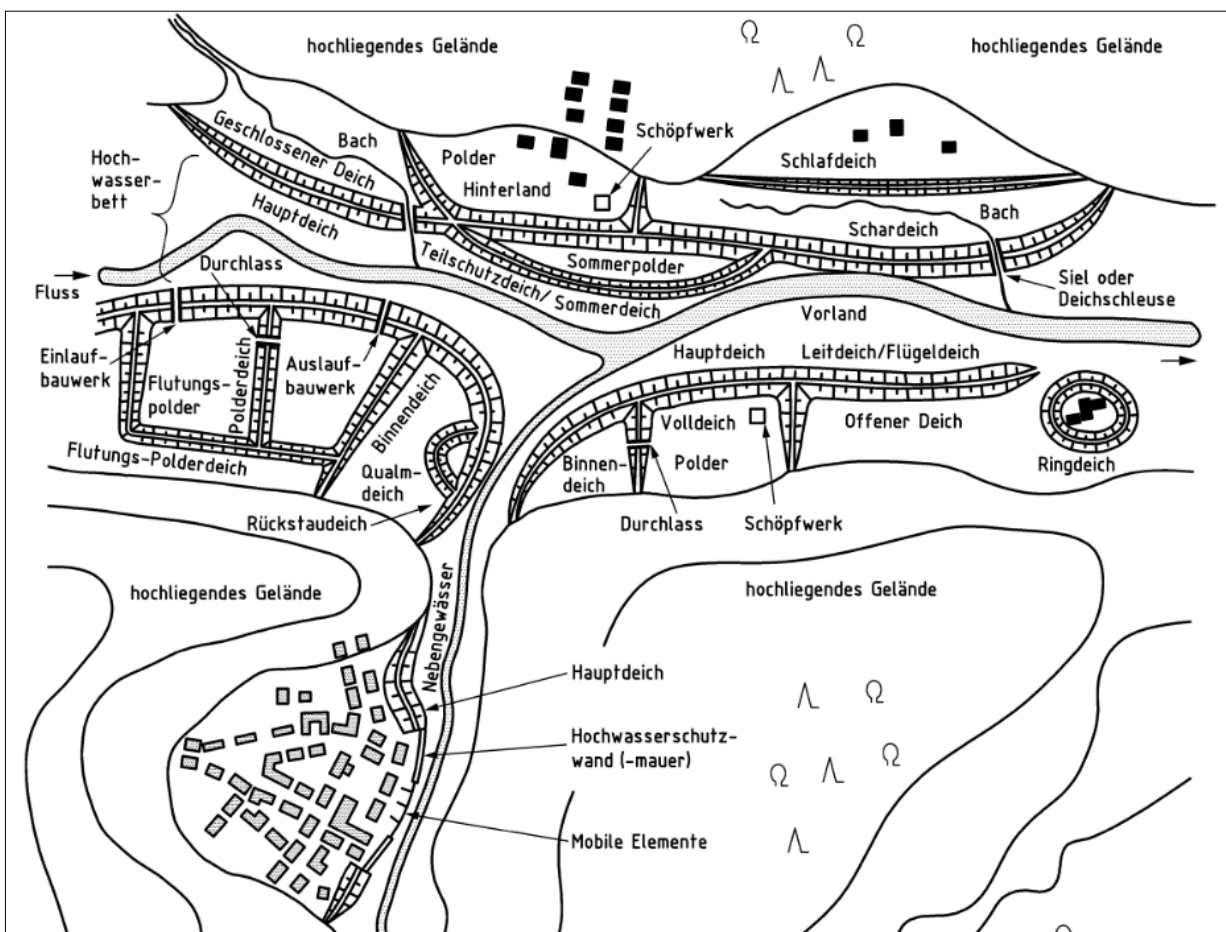 hochliegendes Gelände
hochliegendes Gelände
Geschlossener Deich
Bach
Polder
Schöpfwerk
Schlafdeich
Hoch-
wasser-
bett
Hinterland
Hauptdeich
Bach
Schardeich
Sommerpolder
Teilschutzdeich/ Sommerdeich
Durchlass
Fluss
Siel oder
Deichschleuse
Vorland
Einlauf-
bauwerk
Flutungs-
polder
Polderdeich
Auslauf-
bauwerk
Binnendeich
Hauptdeich
Leitdeich/Flügeldeich
Volldeich
Offener Deich
Flutungs-Polderdeich
Qualm-
deich
Binnen-
deich
Polder
Ringdeich
Rückstaudeich
Durchlass
Schöpfwerk
hochliegendes Gelände
Nebengewässer
hochliegendes Gelände
Hauptdeich
Hochwasserschutz-
wand (-mauer)
Mobile Elemente